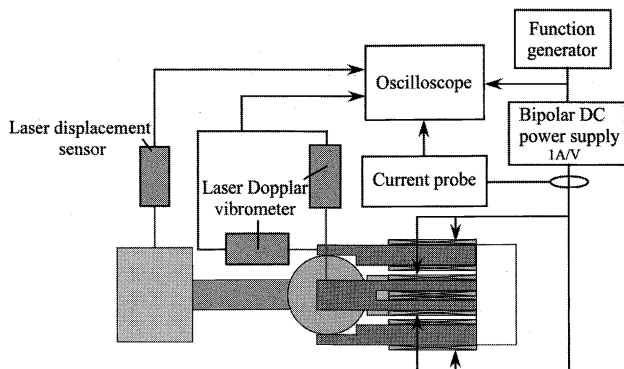 Function
generator
Oscilloscope
Bipolar DC
power supply
1A/V
Laser displacement
sensor
Laser Dopplar
vibrometer
Current probe